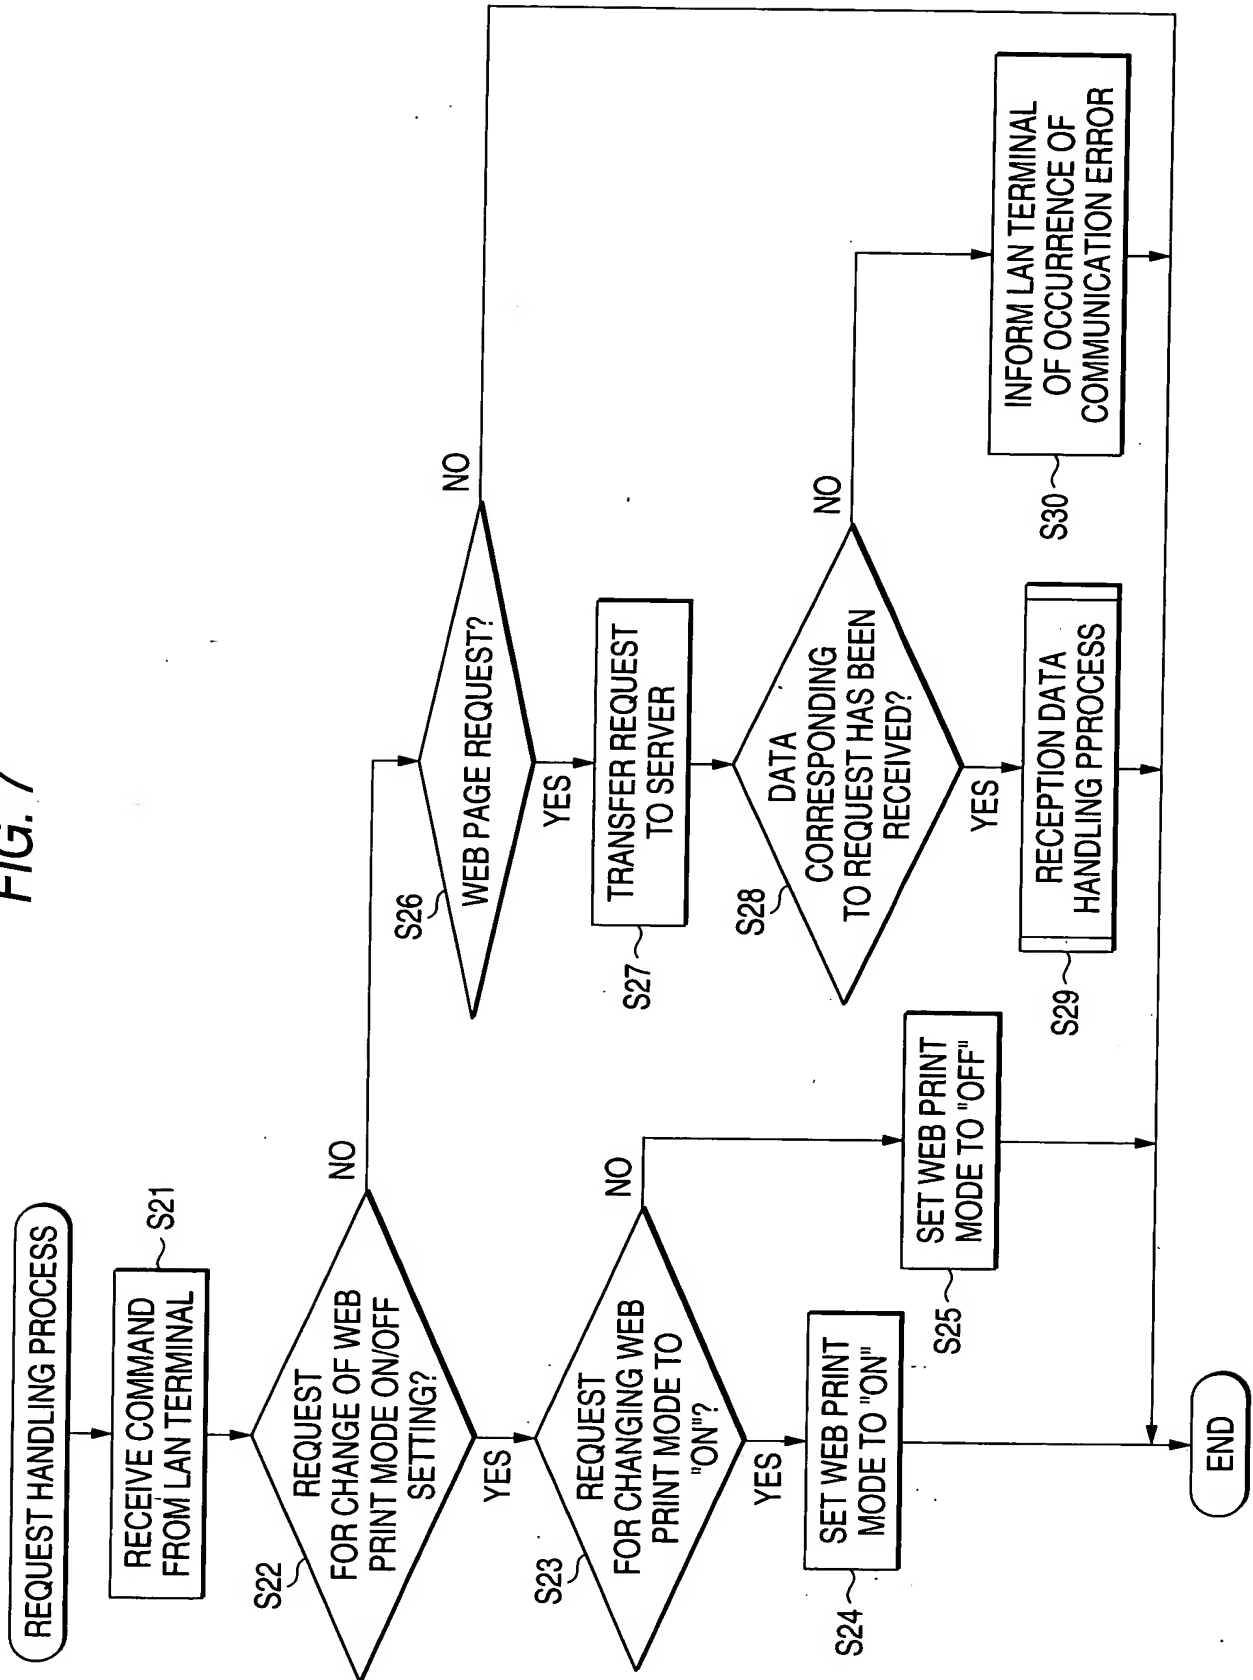 FIG. 7
REQUEST HANDLING PROCESS
RECEIVE COMMAND
FROM LAN TERMINAL
S21
REQUEST
FOR CHANGE OF WEB
PRINT MODE ON/OFF
SETTING?
S22
NO
YES
REQUEST
FOR CHANGING WEB
PRINT MODE TO
"ON"?
S23
NO
YES
SET WEB PRINT
MODE TO "ON"
S24
SET WEB PRINT
MODE TO "OFF"
S25
WEB PAGE REQUEST?
S26
NO
YES
TRANSFER REQUEST
TO SERVER
S27
DATA
CORRESPONDING
TO REQUEST HAS BEEN
RECEIVED?
S28
NO
YES
RECEPTION DATA
HANDLING PPROCESS
S29
INFORM LAN TERMINAL
OF OCCURRENCE OF
COMMUNICATION ERROR
S30
END